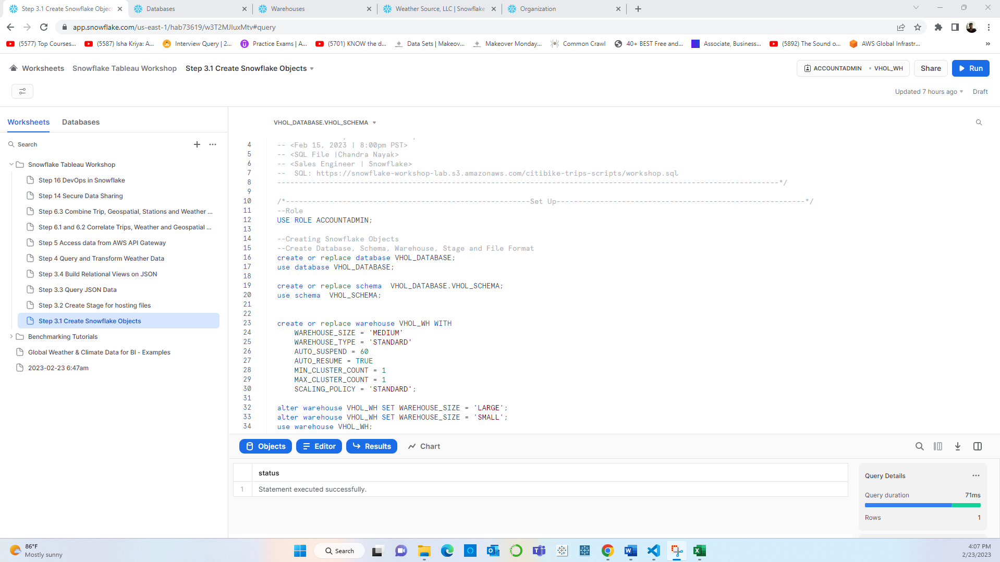 Step 3.1 Create Snowflake Object
Databases
Warehouses
Weather Source, LLC | Snowflake
Organization
app.snowflake.com/us-east-1/hab73619/w3T2MJIuxMtv#query
(5577) Top Courses...
(5587) Isha Kriya: A...
Interview Query | 2...
Practice Exams | A...
(5701) KNOW the d...
Data Sets | Makeov...
Makeover Monday...
Common Crawl
40+ BEST Free and...
Associate, Business...
(5892) The Sound o...
AWS Global Infrastr...
»
Worksheets Snowflake Tableau Workshop Step 3.1 Create Snowflake Objects
ACCOUNTADMIN • VHOL_WH
Share
Run
Updated 7 hours ago
Draft
Worksheets
Databases
Search
Snowflake Tableau Workshop
Step 16 DevOps in Snowflake
Step 14 Secure Data Sharing
Step 6.3 Combine Trip, Geospatial, Stations and Weather ...
Step 6.1 and 6.2 Correlate Trips, Weather and Geospatial ...
Step 5 Access data from AWS API Gateway
Step 4 Query and Transform Weather Data
Step 3.4 Build Relational Views on JSON
Step 3.3 Query JSON Data
Step 3.2 Create Stage for hosting files
Step 3.1 Create Snowflake Objects
Benchmarking Tutorials
Global Weather & Climate Data for BI - Examples
2023-02-23 6:47am
VHOL_DATABASE.VHOL_SCHEMA
4 -- <Feb 15, 2023 | 8:00pm PST>
5 -- <SQL File |Chandra Nayak>
6 -- <Sales Engineer | Snowflake>
7 -- SQL: https://snowflake-workshop-lab.s3.amazonaws.com/citibike-trips-scripts/workshop.sql
8 -------------------------------------------------------------------------------------------------------------------*/
9
10 /*--------------------------------------------------------Set Up---------------------------------------------------------*/
11 --Role
12 USE ROLE ACCOUNTADMIN;
13
14 --Creating Snowflake Objects
15 --Create Database, Schema, Warehouse, Stage and File Format
16 create or replace database VHOL_DATABASE;
17 use database VHOL_DATABASE;
18
19 create or replace schema VHOL_DATABASE.VHOL_SCHEMA;
20 use schema VHOL_SCHEMA;
21
22
23 create or replace warehouse VHOL_WH WITH
24 WAREHOUSE_SIZE = 'MEDIUM'
25 WAREHOUSE_TYPE = 'STANDARD'
26 AUTO_SUSPEND = 60
27 AUTO_RESUME = TRUE
28 MIN_CLUSTER_COUNT = 1
29 MAX_CLUSTER_COUNT = 1
30 SCALING_POLICY = 'STANDARD';
31
32 alter warehouse VHOL_WH SET WAREHOUSE_SIZE = 'LARGE';
33 alter warehouse VHOL_WH SET WAREHOUSE_SIZE = 'SMALL';
34 use warehouse VHOL_WH;
Objects
Editor
Results
Chart
status
1 Statement executed successfully.
Query Details
Query duration 71ms
Rows 1
86°F
Mostly sunny
Search
4:07 PM
2/23/2023